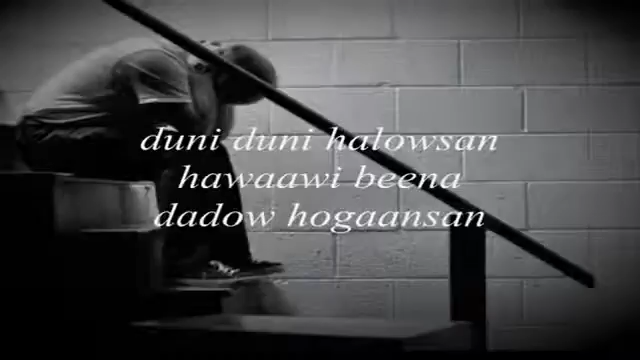 duni duni halowsan
hawaawi beena
dadow hogaansan